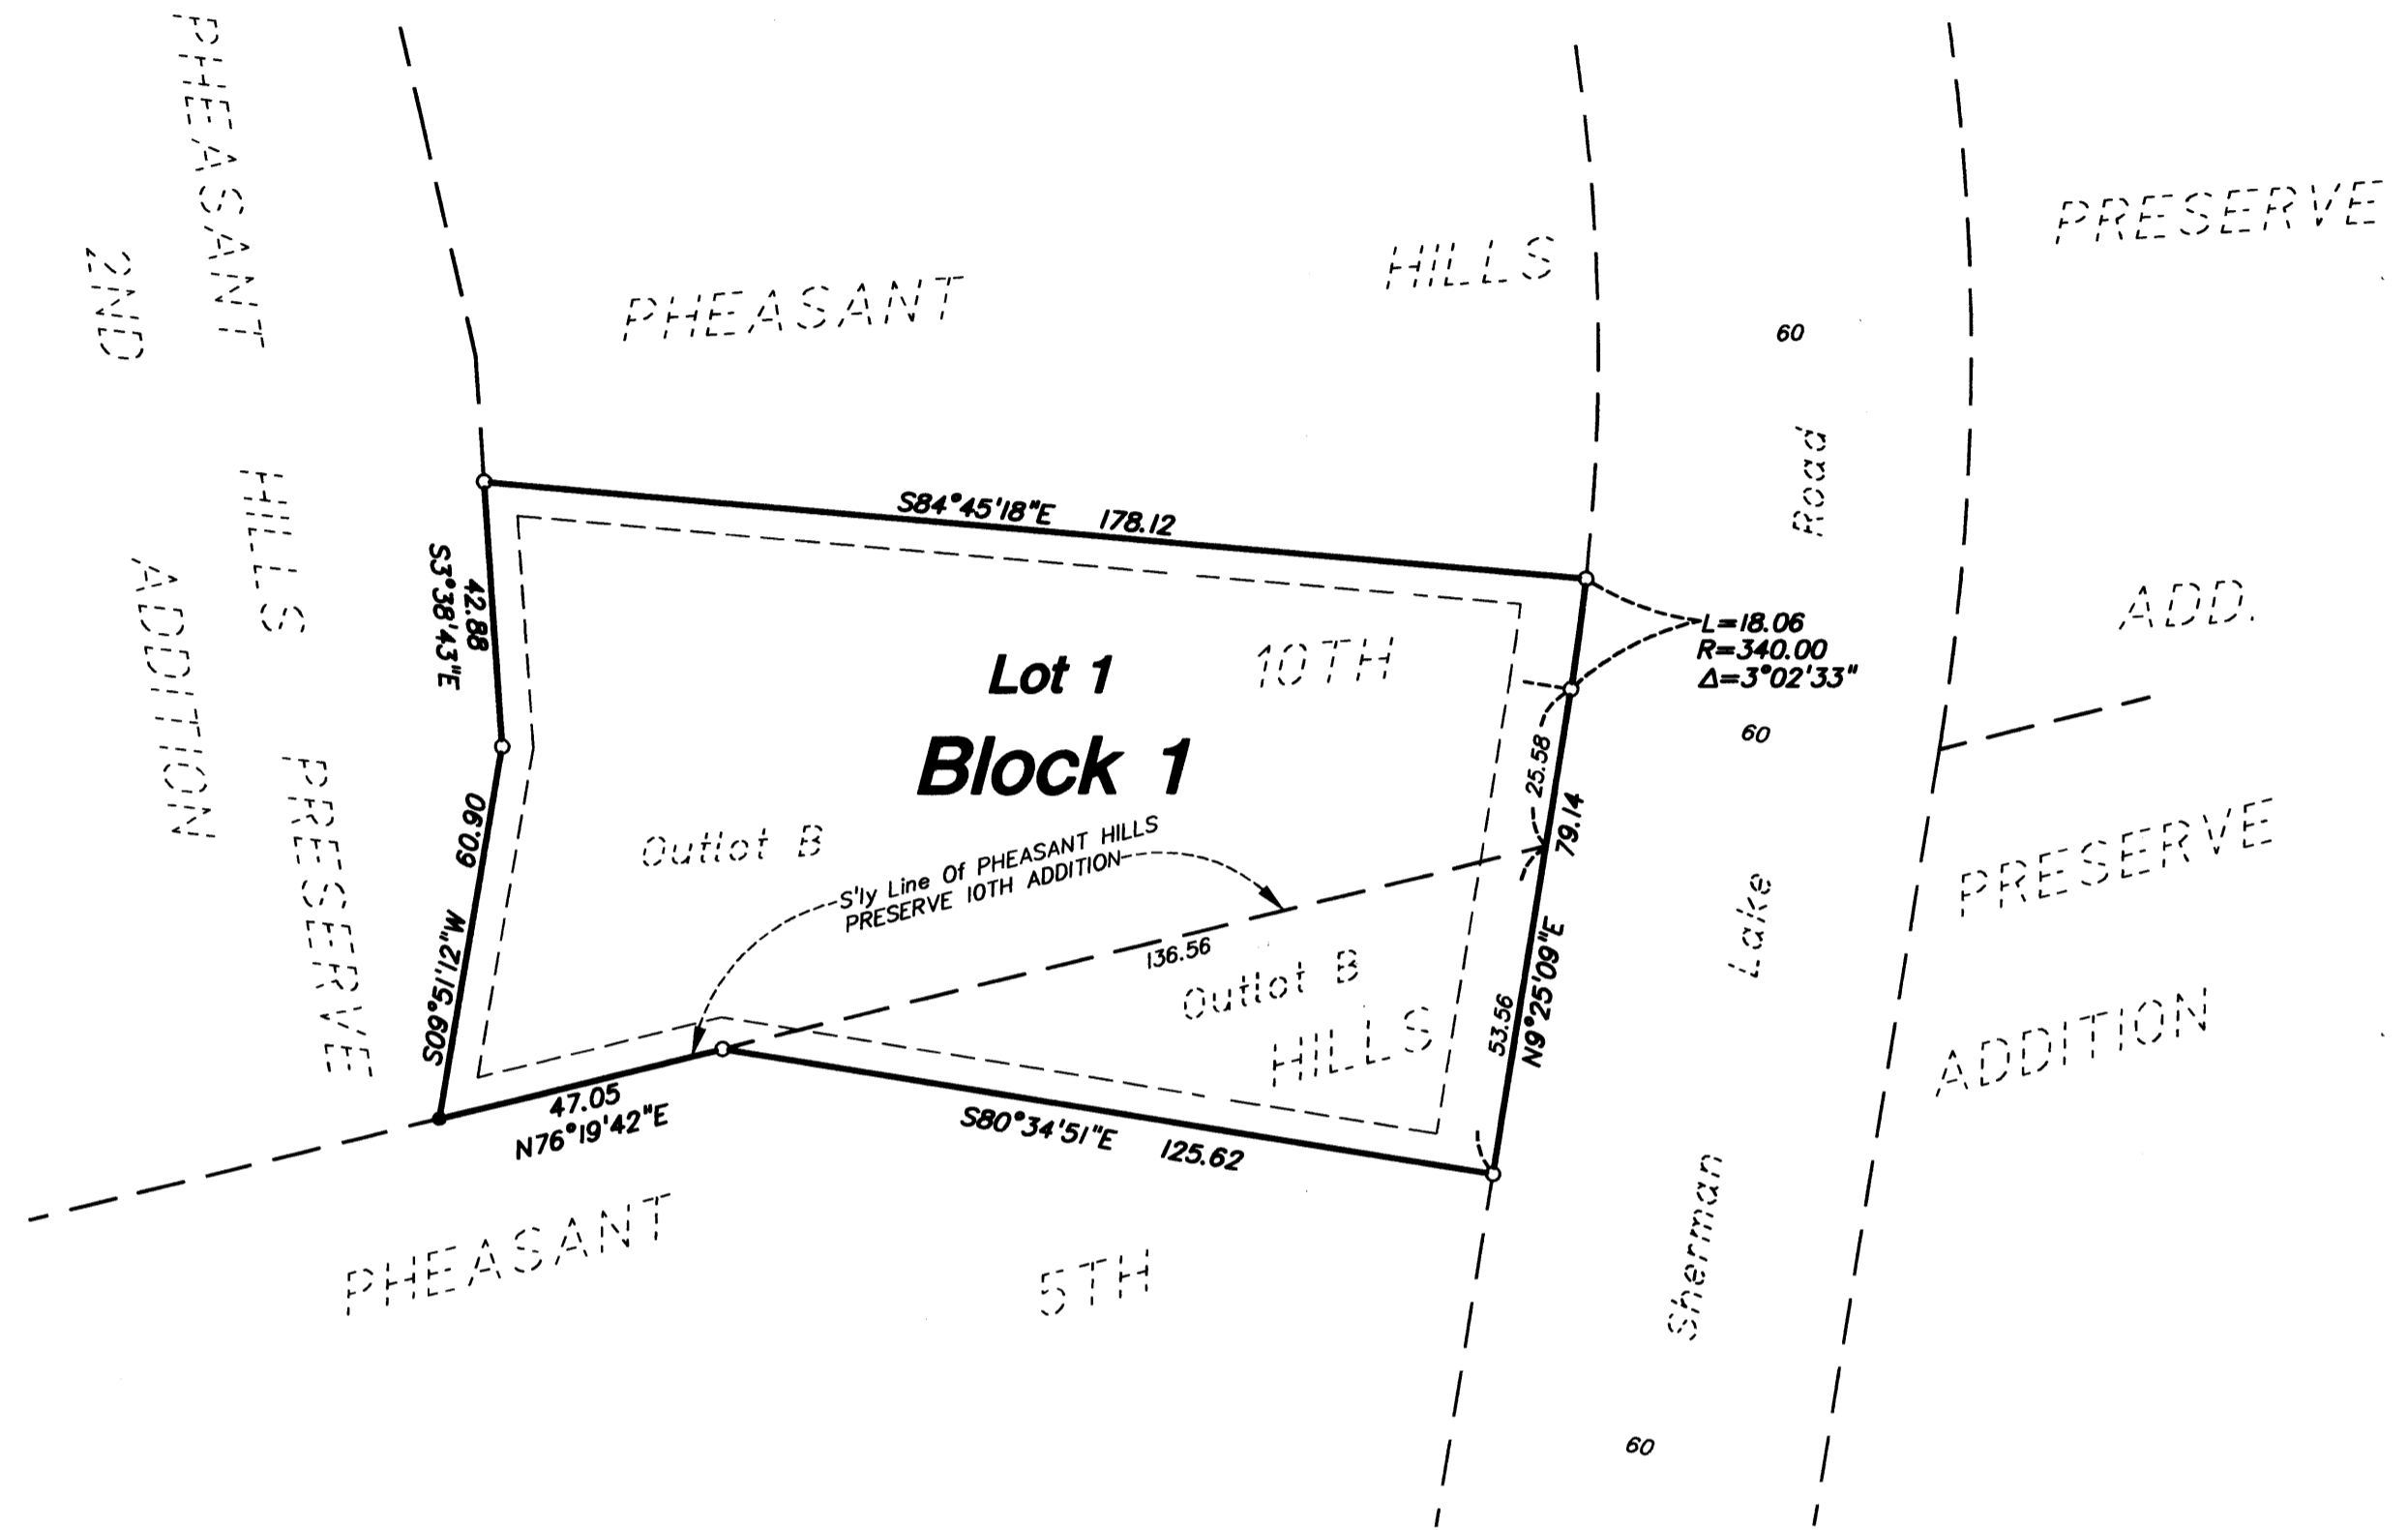 PHEASANT HILLS PRESERVE
2ND ADDITION
PHEASANT HILLS PRESERVE
10TH ADD.
60
Road
S84°45'18"E 178.12
42.88
S3°38'43"E
L=18.06
R=340.00
Δ=3°02'33"
60
Lot 1
Block 1
25.58
79.14
Outlot B
S'ly Line Of PHEASANT HILLS
PRESERVE 10TH ADDITION
S09°51'12"W 60.90
136.56
Outlot B
53.56
N9°25'09"E
Lake
47.05
N76°19'42"E
S80°34'51"E 125.62
PHEASANT HILLS PRESERVE
5TH ADDITION
Sherman
60